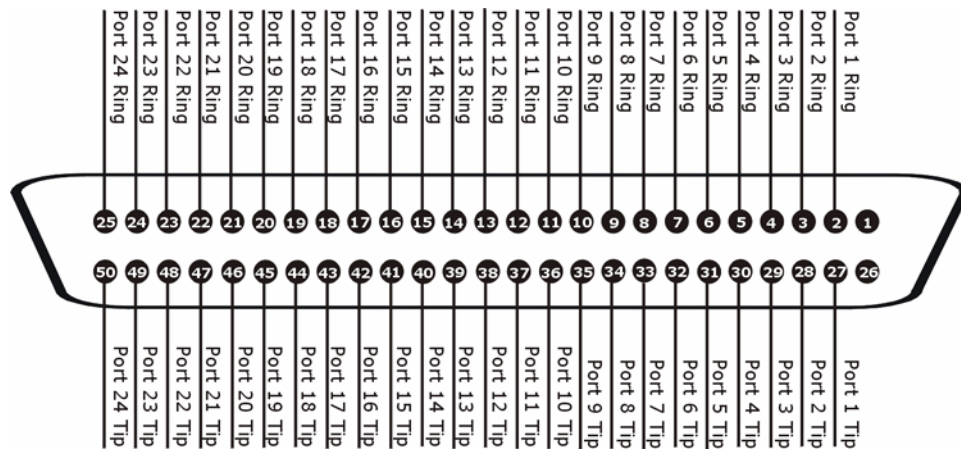 Port 24 Ring
Port 23 Ring
Port 22 Ring
Port 21 Ring
Port 20 Ring
Port 19 Ring
Port 18 Ring
Port 17 Ring
Port 16 Ring
Port 15 Ring
Port 14 Ring
Port 13 Ring
Port 12 Ring
Port 11 Ring
Port 10 Ring
Port 9 Ring
Port 8 Ring
Port 7 Ring
Port 6 Ring
Port 5 Ring
Port 4 Ring
Port 3 Ring
Port 2 Ring
Port 1 Ring
25 24 23 22 21 20 19 18 17 16 15 14 13 12 11 10 9 8 7 6 5 4 3 2 1
50 49 48 47 46 45 44 43 42 41 40 39 38 37 36 35 34 33 32 31 30 29 28 27 26
Port 24 Tip
Port 23 Tip
Port 22 Tip
Port 21 Tip
Port 20 Tip
Port 19 Tip
Port 18 Tip
Port 17 Tip
Port 16 Tip
Port 15 Tip
Port 14 Tip
Port 13 Tip
Port 12 Tip
Port 11 Tip
Port 10 Tip
Port 9 Tip
Port 8 Tip
Port 7 Tip
Port 6 Tip
Port 5 Tip
Port 4 Tip
Port 3 Tip
Port 2 Tip
Port 1 Tip